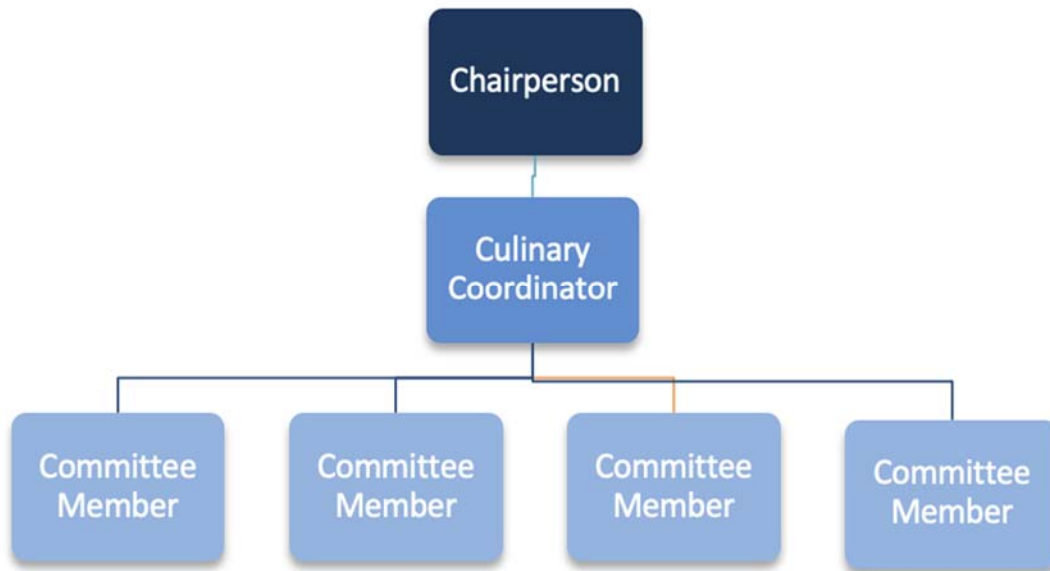 Chairperson
Culinary
Coordinator
Committee
Member
Committee
Member
Committee
Member
Committee
Member